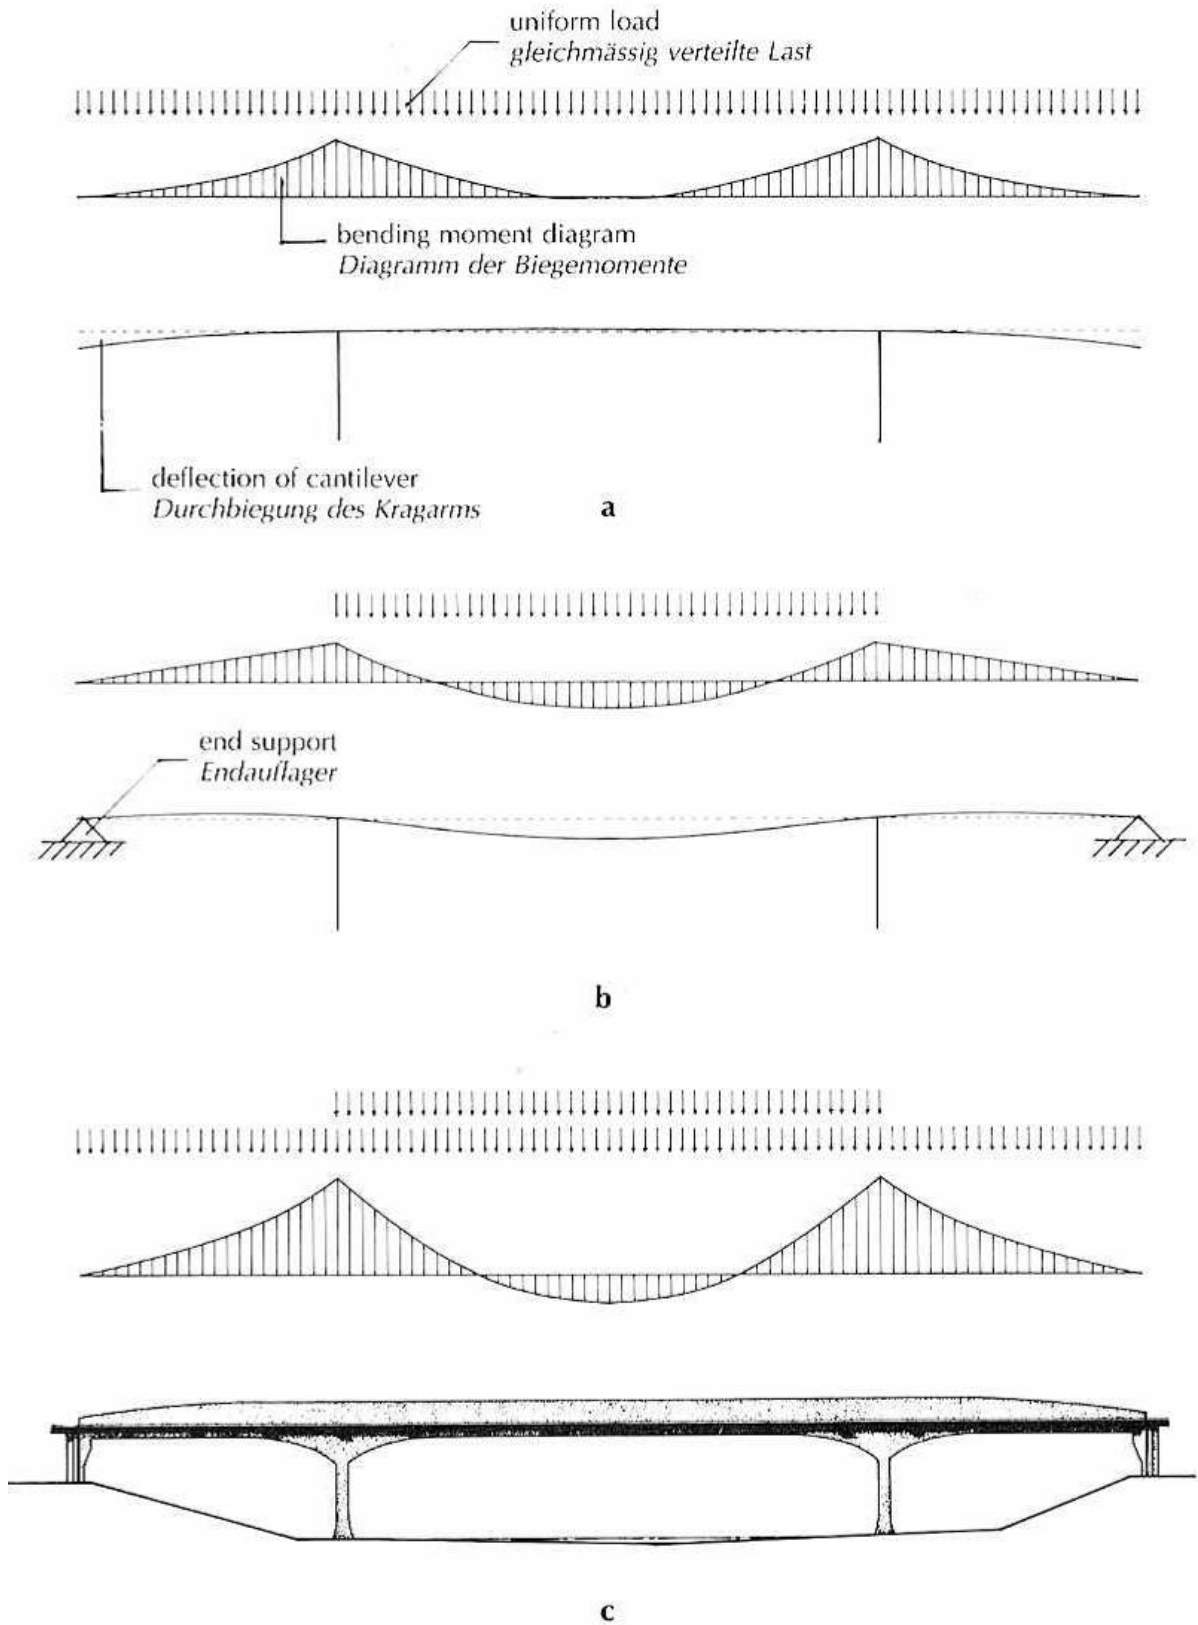 uniform load
gleichmässig verteilte Last
bending moment diagram
Diagramm der Biegemomente
deflection of cantilever
Durchbiegung des Kragarms
a
end support
Endauflager
b
c